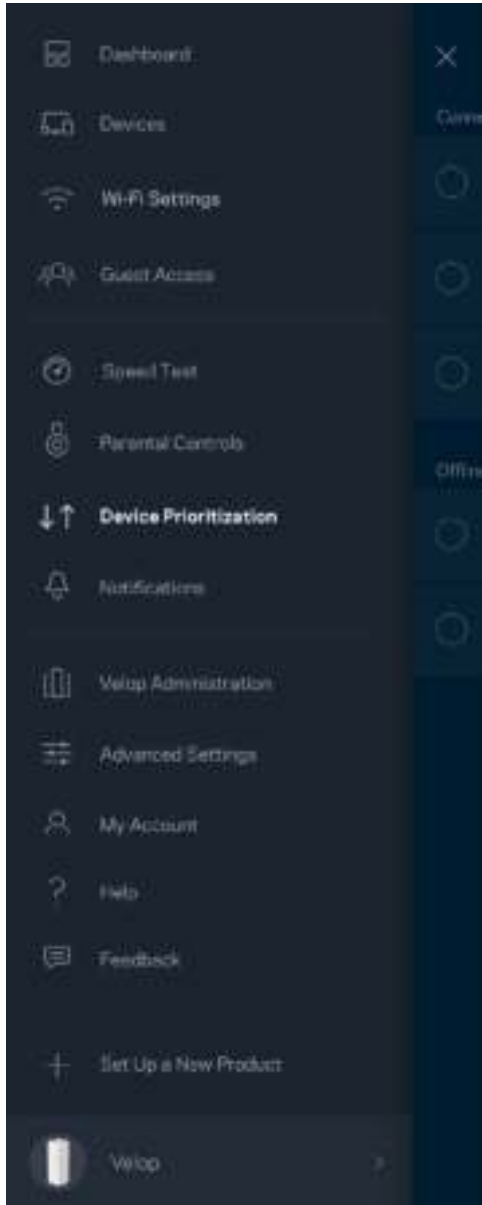 Dashboard
Devices
Wi-Fi Settings
Guest Access
Speed Test
Parental Controls
Device Prioritization
Notifications
Velop Administration
Advanced Settings
My Account
Help
Feedback
Set Up a New Product
Velop